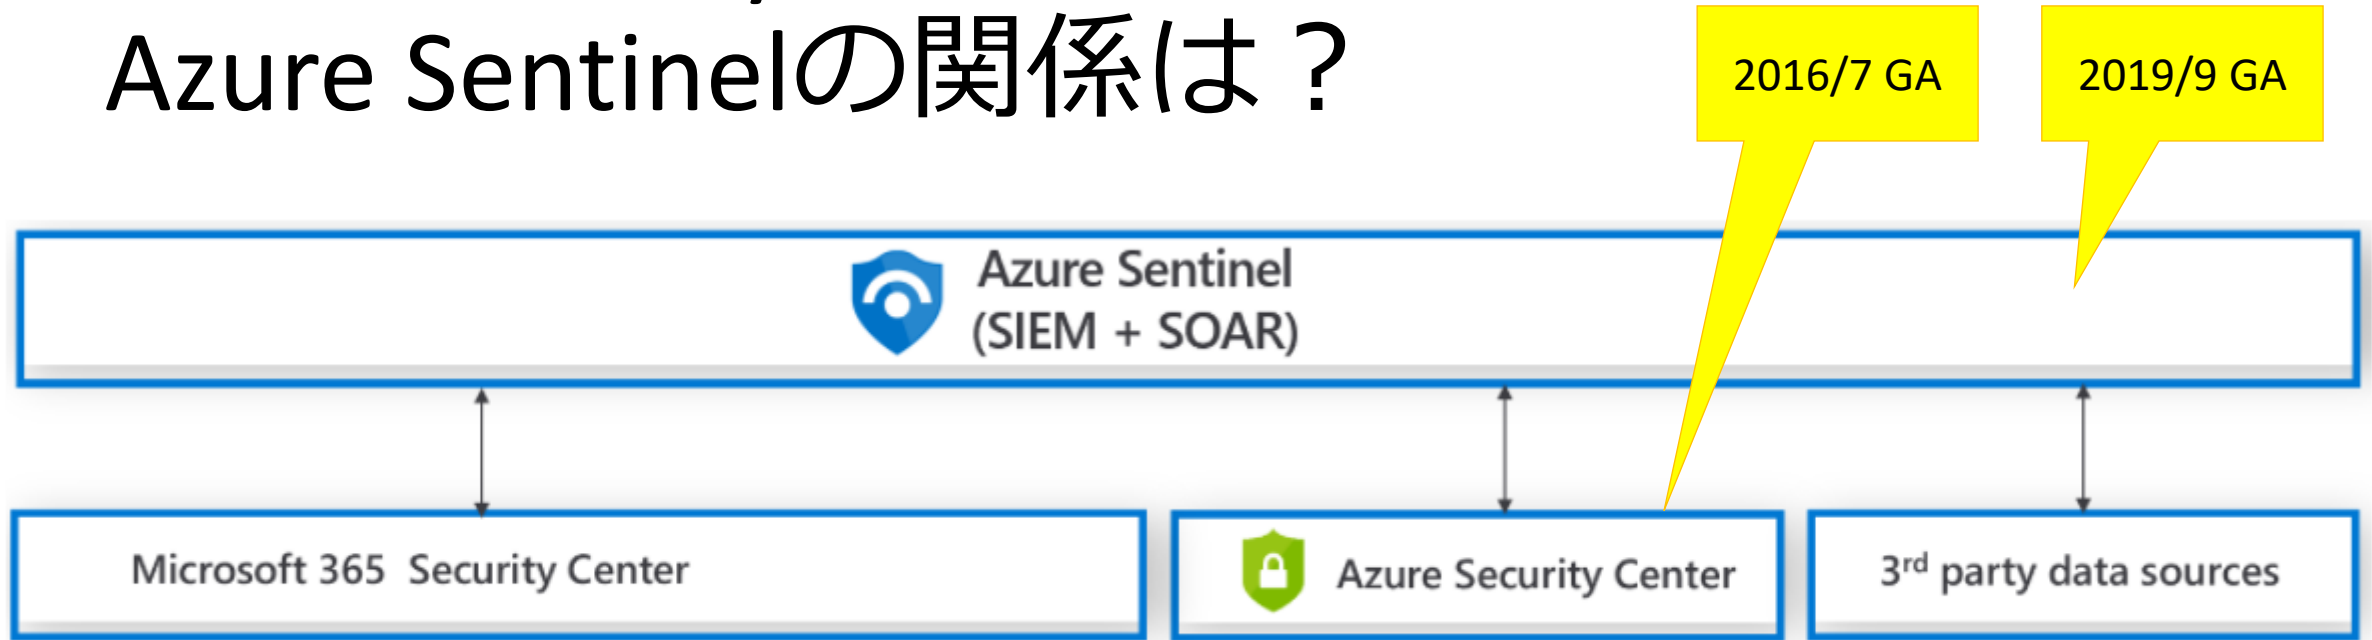 Azure Sentinelの関係は？
2016/7 GA
2019/9 GA
Azure Sentinel
(SIEM + SOAR)
Microsoft 365 Security Center
Azure Security Center
3rd party data sources